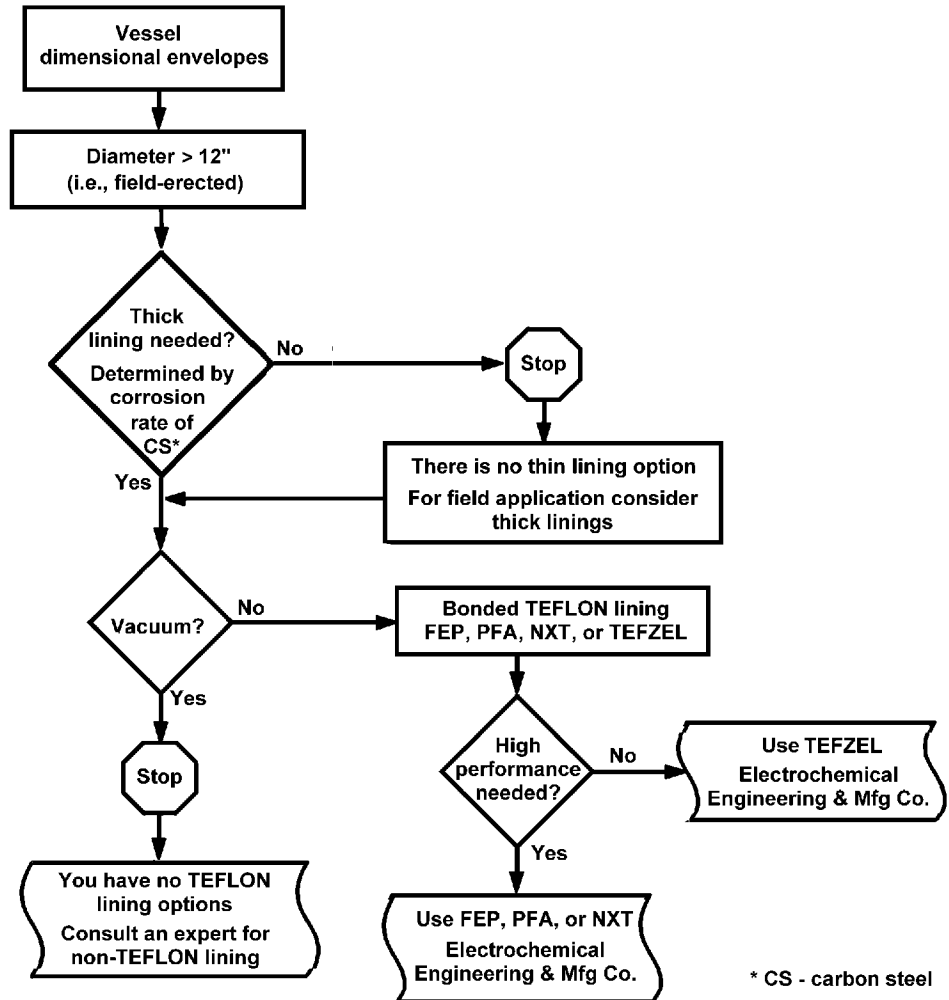 Vessel
dimensional envelopes
Diameter > 12"
(i.e., field-erected)
Thick
lining needed?
Determined by
corrosion
rate of
CS*
No
Stop
Yes
There is no thin lining option
For field application consider
thick linings
Vacuum?
No
Bonded TEFLON lining
FEP, PFA, NXT, or TEFZEL
Yes
Stop
High
performance
needed?
No
Use TEFZEL
Electrochemical
Engineering & Mfg Co.
Yes
You have no TEFLON
lining options
Consult an expert for
non-TEFLON lining
Use FEP, PFA, or NXT
Electrochemical
Engineering & Mfg Co.
* CS - carbon steel